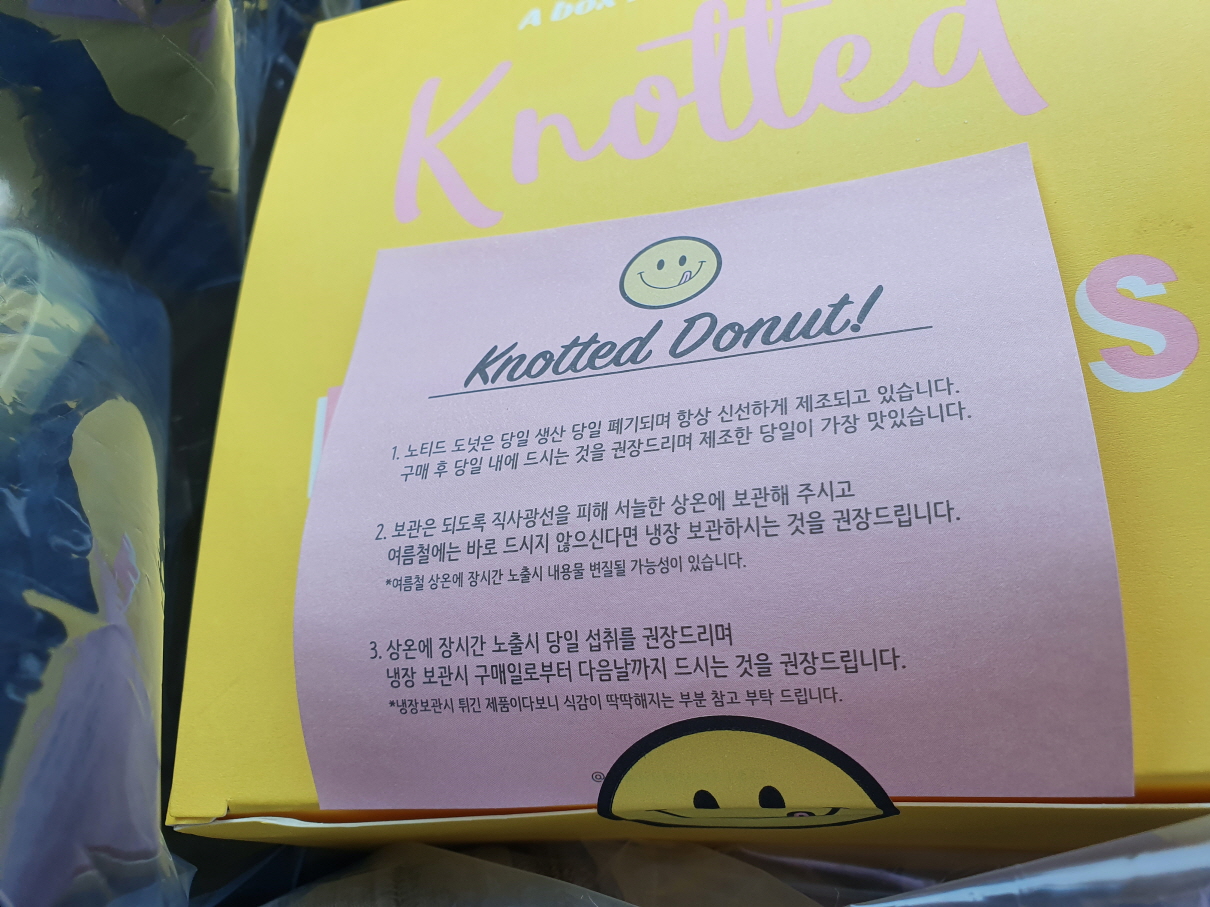 A box
Knotted
S
Knotted Donut!
1. 노티드 도넛은 당일 생산 당일 폐기되며 항상 신선하게 제조되고 있습니다.
구매 후 당일 내에 드시는 것을 권장드리며 제조한 당일이 가장 맛있습니다.
2. 보관은 되도록 직사광선을 피해 서늘한 상온에 보관해 주시고
여름철에는 바로 드시지 않으신다면 냉장 보관하시는 것을 권장드립니다.
*여름철 상온에 장시간 노출시 내용물 변질될 가능성이 있습니다.
3. 상온에 장시간 노출시 당일 섭취를 권장드리며
냉장 보관시 구매일로부터 다음날까지 드시는 것을 권장드립니다.
*냉장보관시 튀긴 제품이다보니 식감이 딱딱해지는 부분 참고 부탁 드립니다.
@